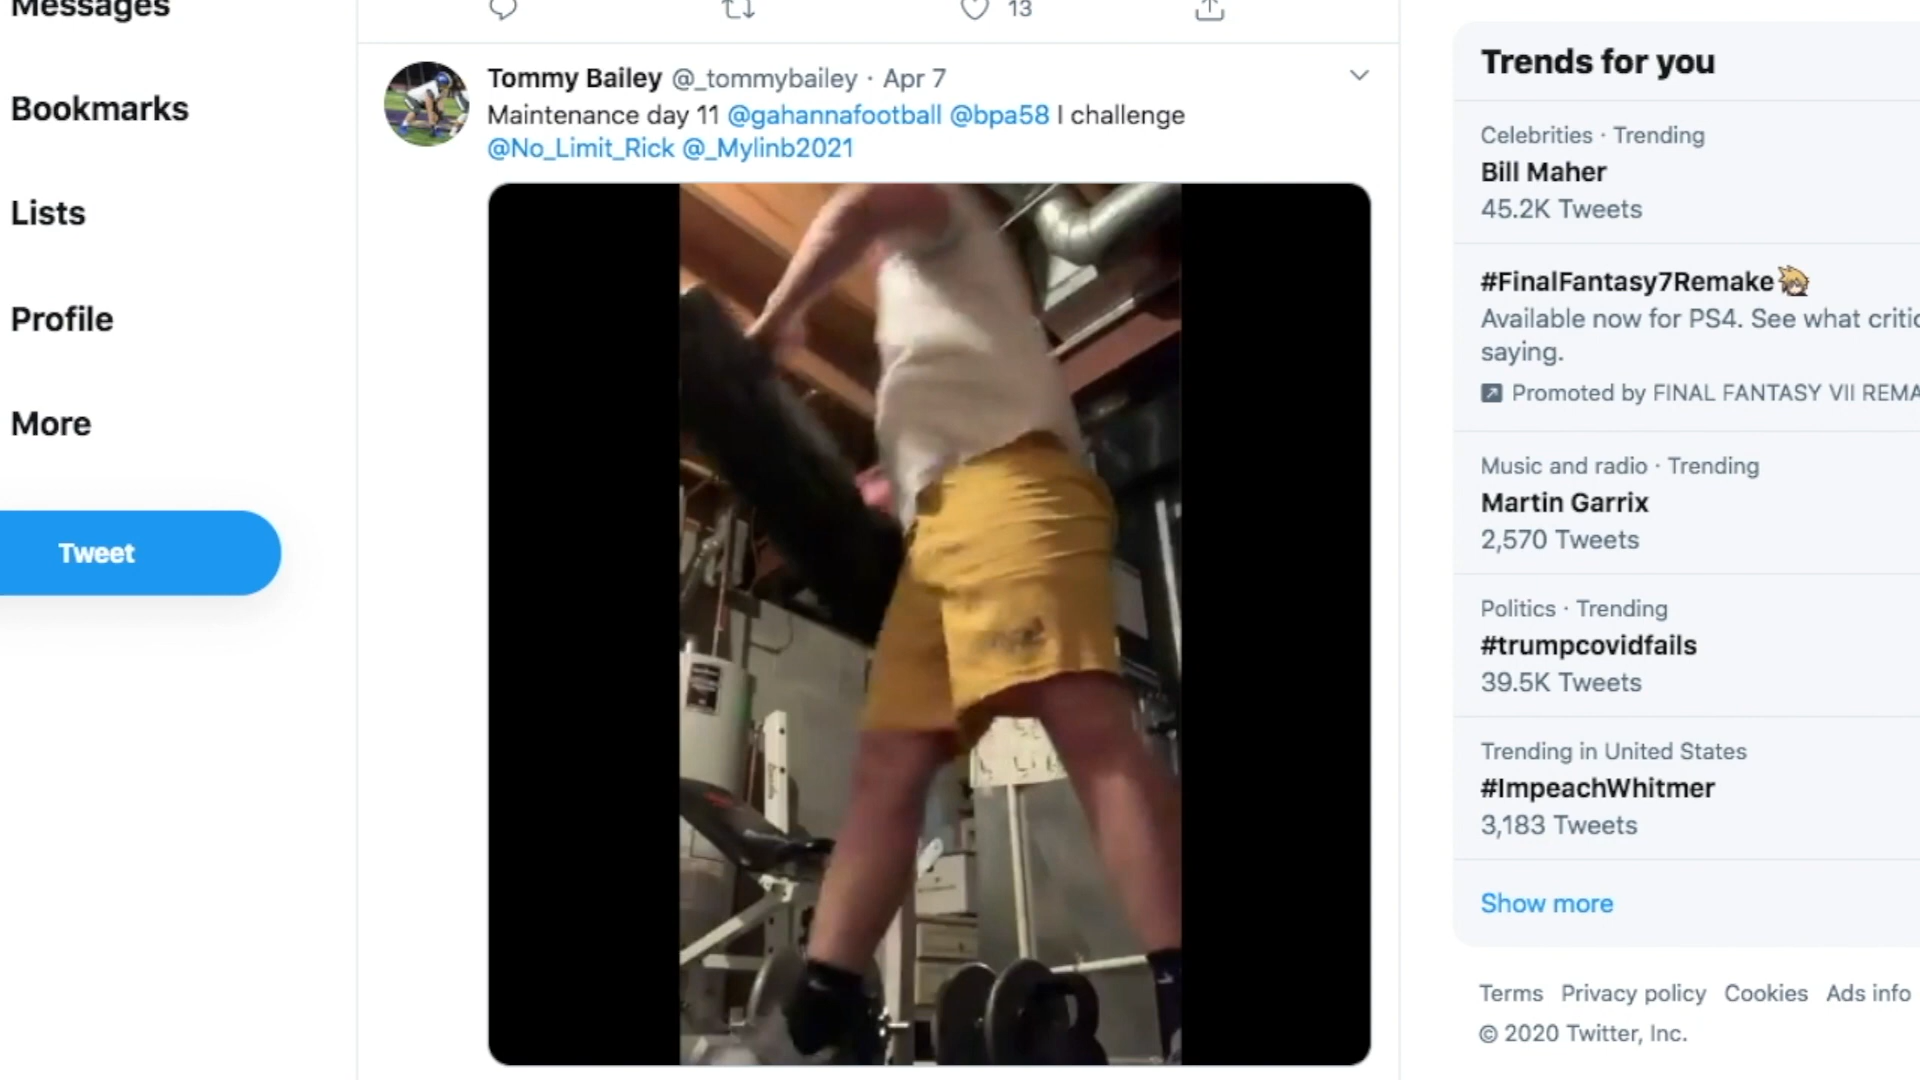 Messages
Bookmarks
Lists
Profile
More
Tweet
13
Tommy Bailey @_tommybailey · Apr 7
Maintenance day 11 @gahannafootball @bpa58 I challenge
@No_Limit_Rick @_Mylinb2021
Trends for you
Celebrities · Trending
Bill Maher
45.2K Tweets
#FinalFantasy7Remake
Available now for PS4. See what critic
saying.
Promoted by FINAL FANTASY VII REMA
Music and radio · Trending
Martin Garrix
2,570 Tweets
Politics · Trending
#trumpcovidfails
39.5K Tweets
Trending in United States
#ImpeachWhitmer
3,183 Tweets
Show more
Terms Privacy policy Cookies Ads info
© 2020 Twitter, Inc.